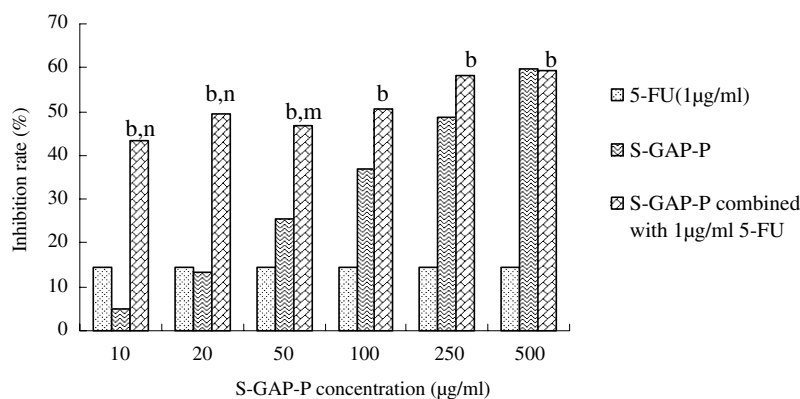 70
60
50
40
30
20
10
0
Inhibition rate (%)
b,n
b,n
b,m
b
b
b
10 20 50 100 250 500
S-GAP-P concentration (μg/ml)
5-FU(1μg/ml)
S-GAP-P
S-GAP-P combined
with 1μg/ml 5-FU